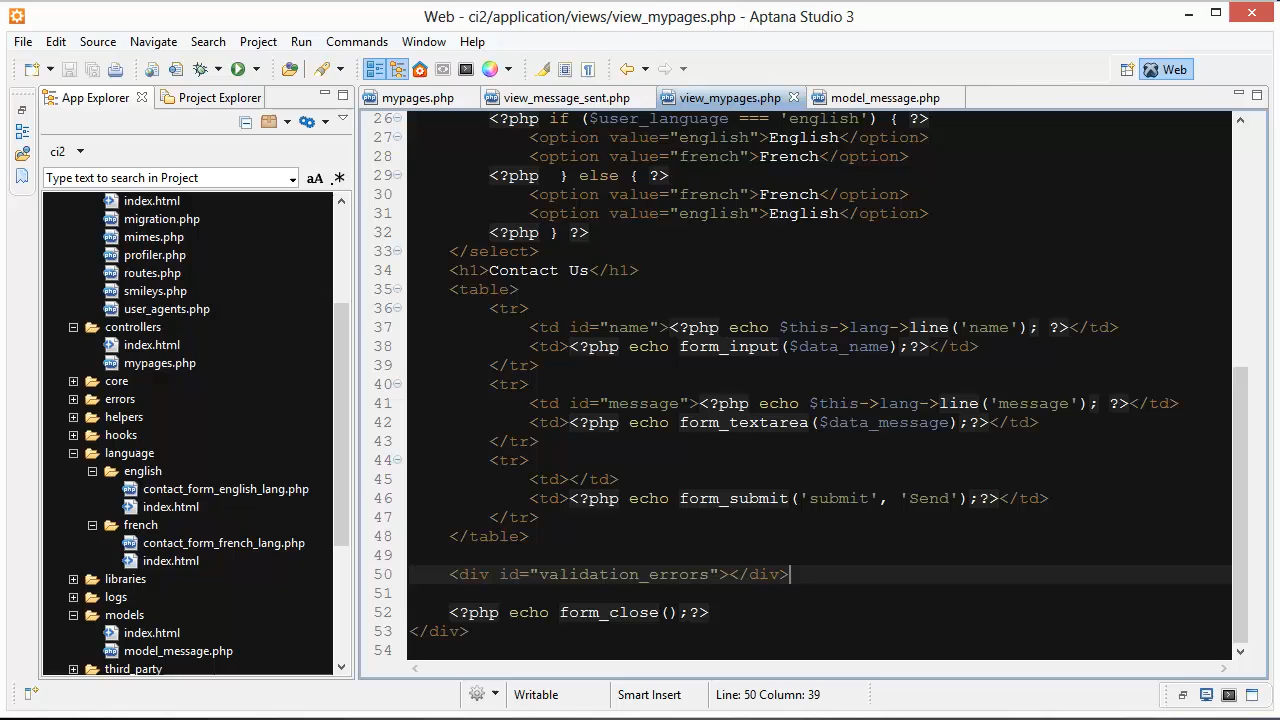 Web - ci2/application/views/view_mypages.php - Aptana Studio 3
File Edit Source Navigate Search Project Run Commands Window Help
Web
App Explorer
Project Explorer
mypages.php
view_message_sent.php
view_mypages.php
model_message.php
ci2
Type text to search in Project
aA .*
index.html
migration.php
mimes.php
profiler.php
routes.php
smileys.php
user_agents.php
controllers
index.html
mypages.php
core
errors
helpers
hooks
language
english
contact_form_english_lang.php
index.html
french
contact_form_french_lang.php
index.html
libraries
logs
models
index.html
model_message.php
third_party
26 <?php if ($user_language === 'english') { ?>
27 <option value="english">English</option>
28 <option value="french">French</option>
29 <?php  } else { ?>
30 <option value="french">French</option>
31 <option value="english">English</option>
32 <?php } ?>
33 </select>
34 <h1>Contact Us</h1>
35 <table>
36 <tr>
37 <td id="name"><?php echo $this->lang->line('name'); ?></td>
38 <td><?php echo form_input($data_name);?></td>
39 </tr>
40 <tr>
41 <td id="message"><?php echo $this->lang->line('message'); ?></td>
42 <td><?php echo form_textarea($data_message);?></td>
43 </tr>
44 <tr>
45 <td></td>
46 <td><?php echo form_submit('submit', 'Send');?></td>
47 </tr>
48 </table>
49
50 <div id="validation_errors"></div>
51
52 <?php echo form_close();?>
53 </div>
54
Writable
Smart Insert
Line: 50 Column: 39